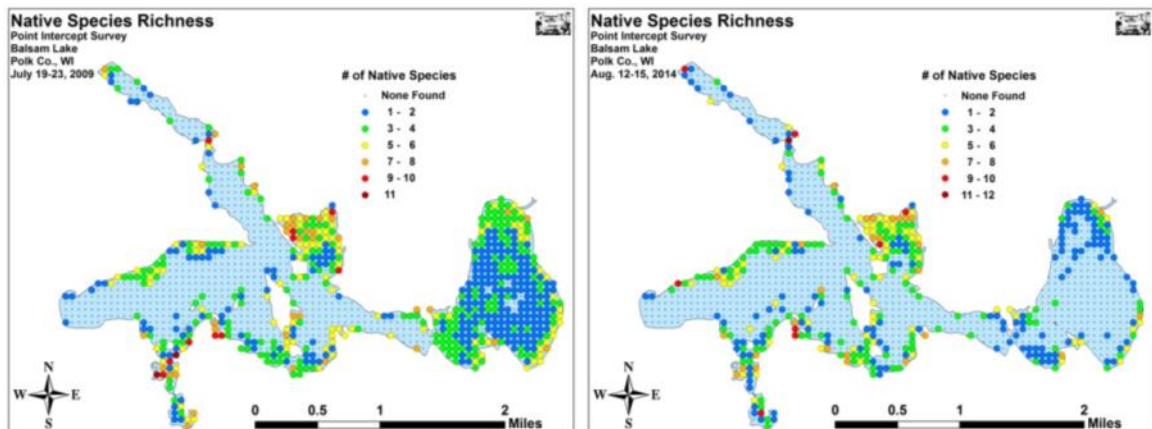 Native Species Richness
Point Intercept Survey
Balsam Lake
Polk Co., WI
July 19-23, 2009
# of Native Species
None Found
1 - 2
3 - 4
5 - 6
7 - 8
9 - 10
11
N
W E
S
0 0.5 1 2
Miles
Native Species Richness
Point Intercept Survey
Balsam Lake
Polk Co., WI
Aug. 12-15, 2014
# of Native Species
None Found
1 - 2
3 - 4
5 - 6
7 - 8
9 - 10
11 - 12
N
W E
S
0 0.5 1 2
Miles